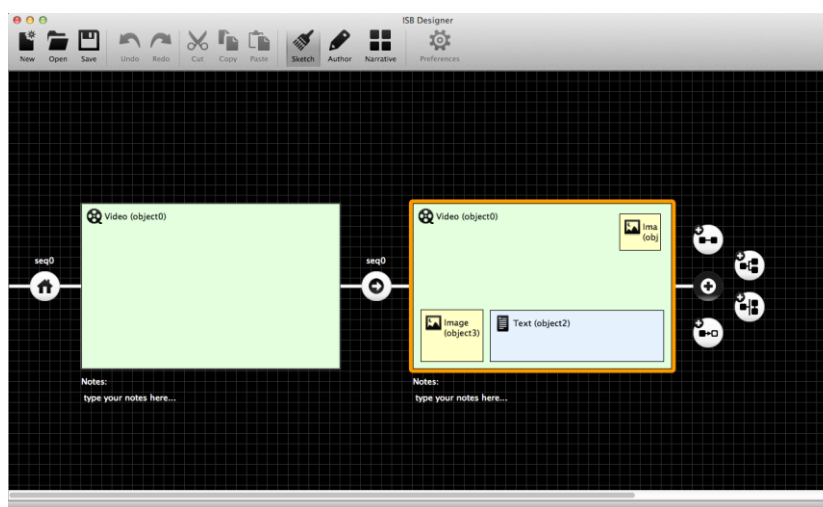 ISB Designer
New Open Save Undo Redo Cut Copy Paste Sketch Author Narrative Preferences
Video (object0)
Video (object0)
Ima
(obj
seq0
seq0
Image
(object3)
Text (object2)
Notes:
Notes:
type your notes here...
type your notes here...